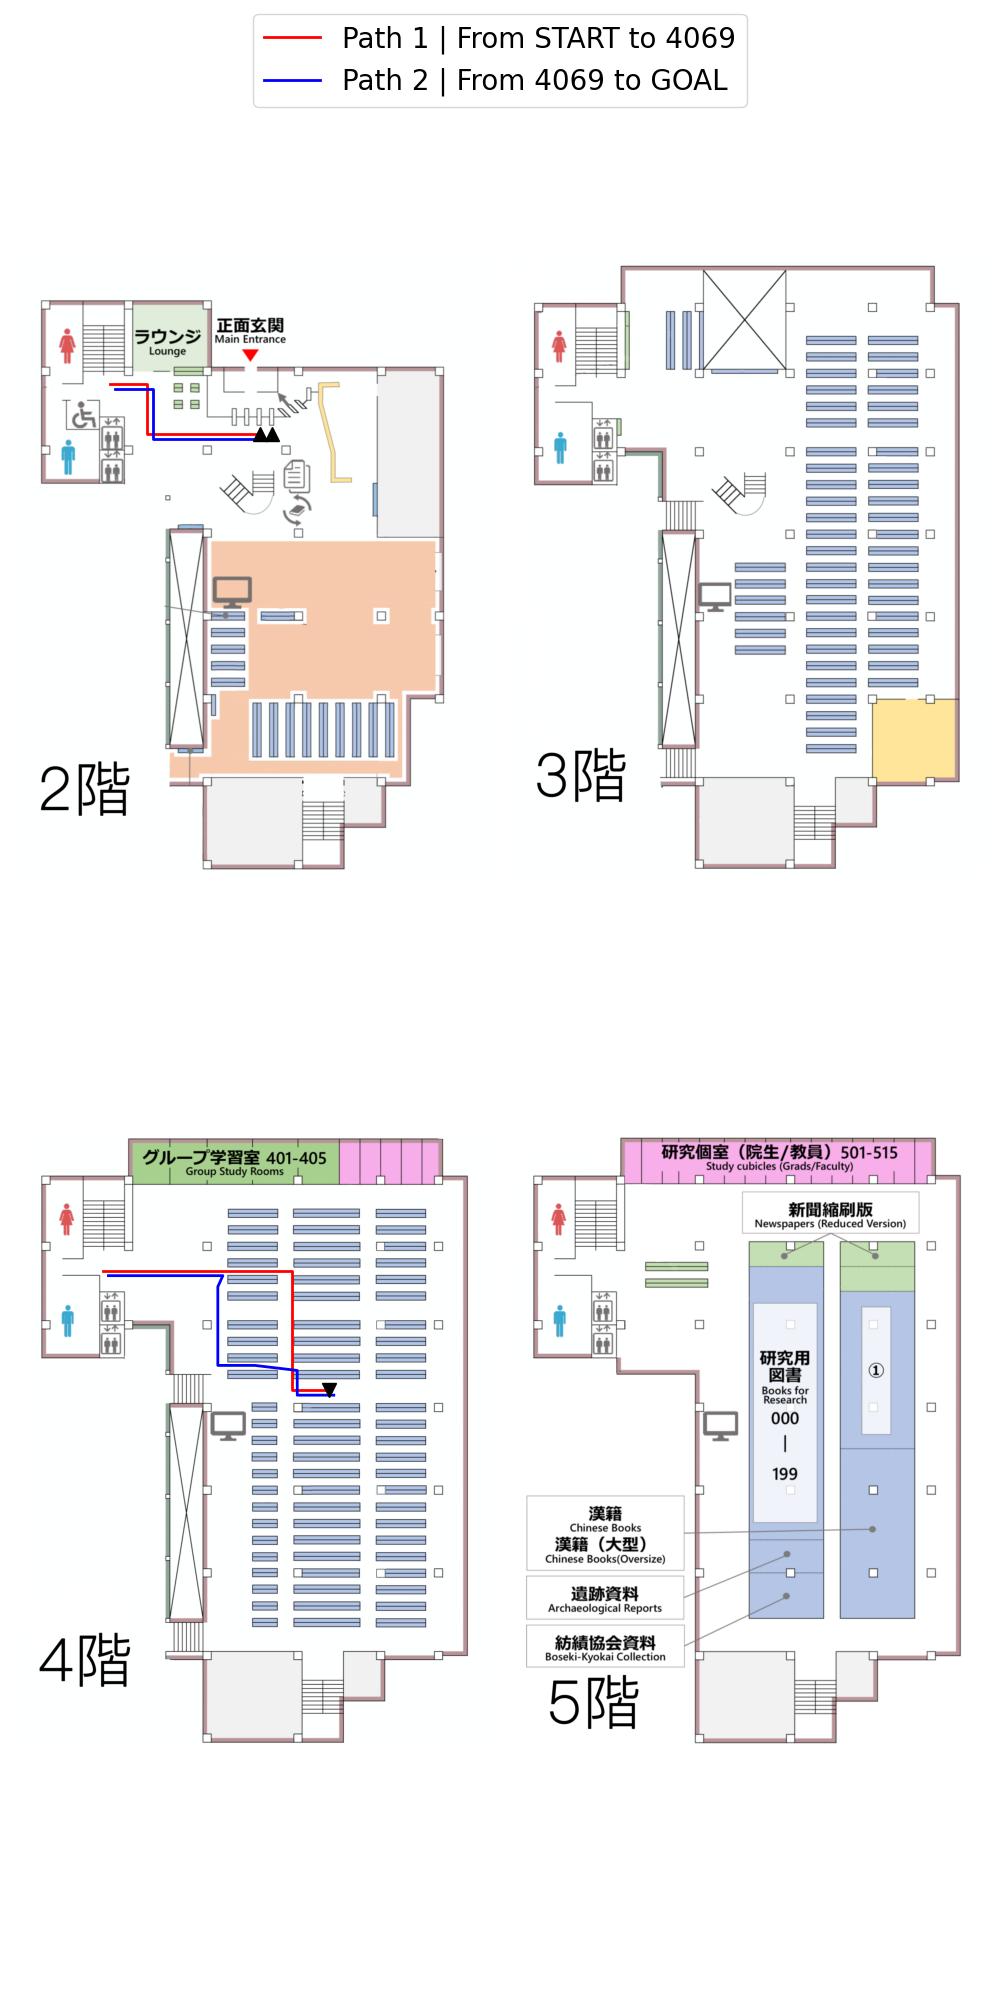 Path 1 | From START to 4069
Path 2 | From 4069 to GOAL
ラウンジ
Lounge
正面玄関
Main Entrance
2階
3階
グループ学習室 401-405
Group Study Rooms
4階
研究個室（院生/教員）501-515
Study cubicles (Grads/Faculty)
新聞縮刷版
Newspapers (Reduced Version)
研究用
図書
Books for
Research
000
|
199
①
漢籍
Chinese Books
漢籍（大型）
Chinese Books(Oversize)
遺跡資料
Archaeological Reports
紡績協会資料
Boseki-Kyokai Collection
5階